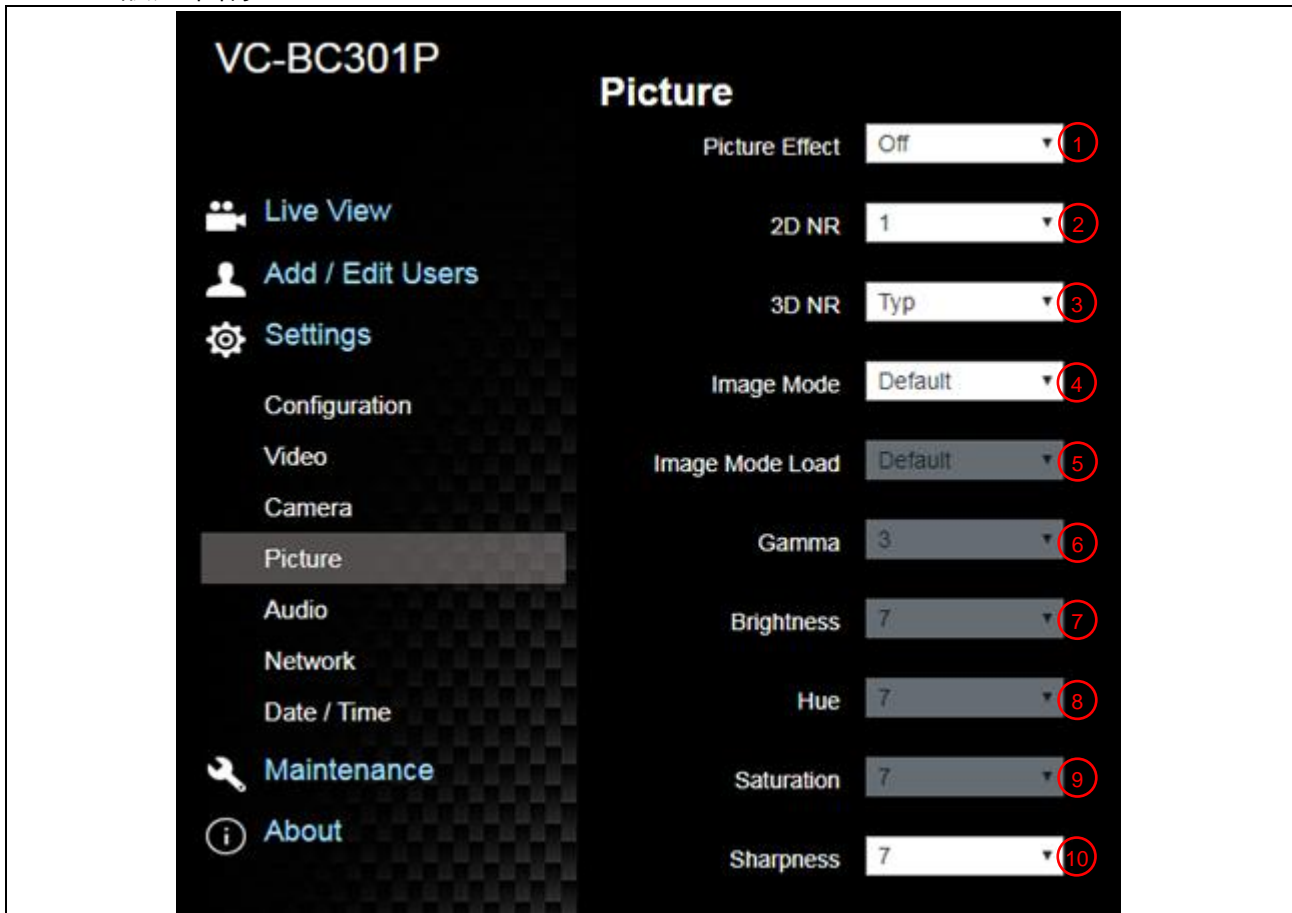 VC-BC301P
Live View
Add / Edit Users
Settings
Configuration
Video
Camera
Picture
Audio
Network
Date / Time
Maintenance
About
Picture
Picture Effect Off 1
2D NR 1 2
3D NR Typ 3
Image Mode Default 4
Image Mode Load Default 5
Gamma 3 6
Brightness 7 7
Hue 7 8
Saturation 7 9
Sharpness 7 10